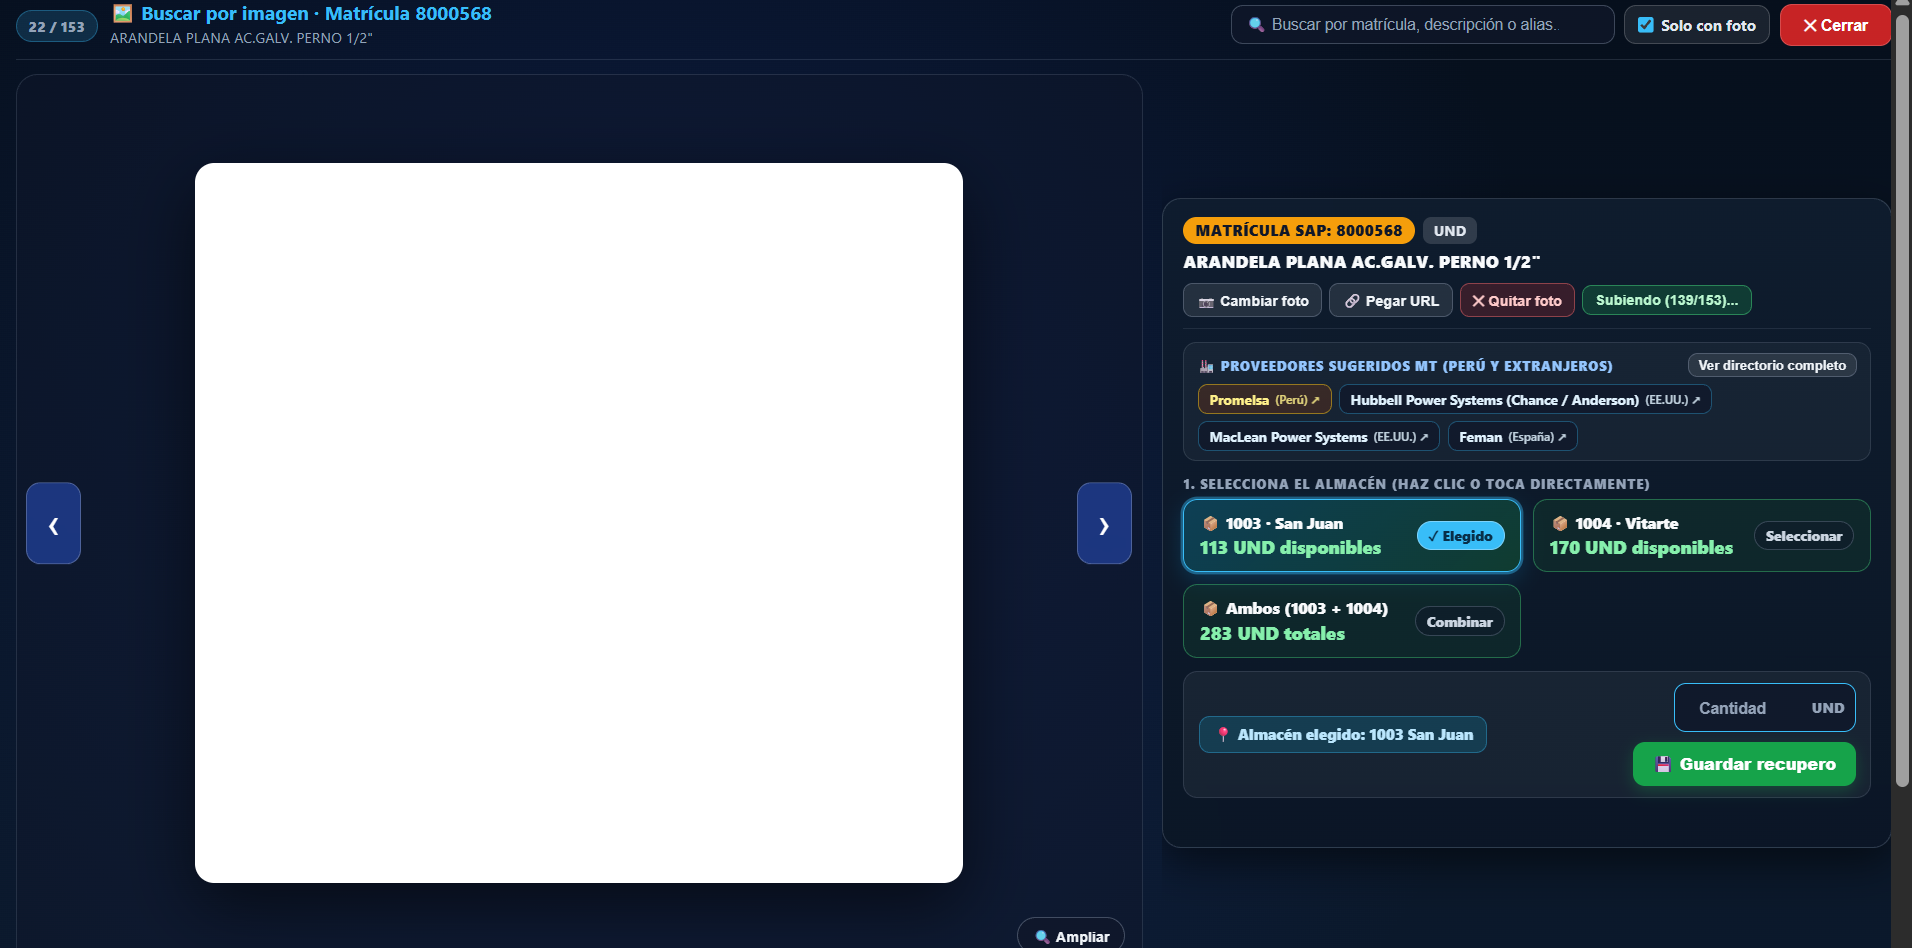 22 / 153
Buscar por imagen · Matrícula 8000568
ARANDELA PLANA AC.GALV. PERNO 1/2"
Buscar por matrícula, descripción o alias..
Solo con foto
✕ Cerrar
❮
❯
Ampliar
MATRÍCULA SAP: 8000568
UND
ARANDELA PLANA AC.GALV. PERNO 1/2"
Cambiar foto
Pegar URL
✕ Quitar foto
Subiendo (139/153)...
PROVEEDORES SUGERIDOS MT (PERÚ Y EXTRANJEROS)
Ver directorio completo
Promelsa (Perú) ↗
Hubbell Power Systems (Chance / Anderson) (EE.UU.) ↗
MacLean Power Systems (EE.UU.) ↗
Feman (España) ↗
1. SELECCIONA EL ALMACÉN (HAZ CLIC O TOCA DIRECTAMENTE)
1003 · San Juan
113 UND disponibles
✓ Elegido
1004 · Vitarte
170 UND disponibles
Seleccionar
Ambos (1003 + 1004)
283 UND totales
Combinar
Cantidad
UND
Almacén elegido: 1003 San Juan
Guardar recupero